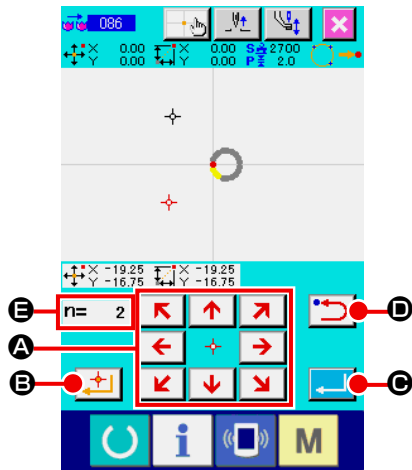 086
X 0.00 X 0.00 S 2700
Y 0.00 Y 0.00 P 2.0
X -19.25 X -19.25
Y -16.75 Y -16.75
E n= 2 D
A
B C
i M